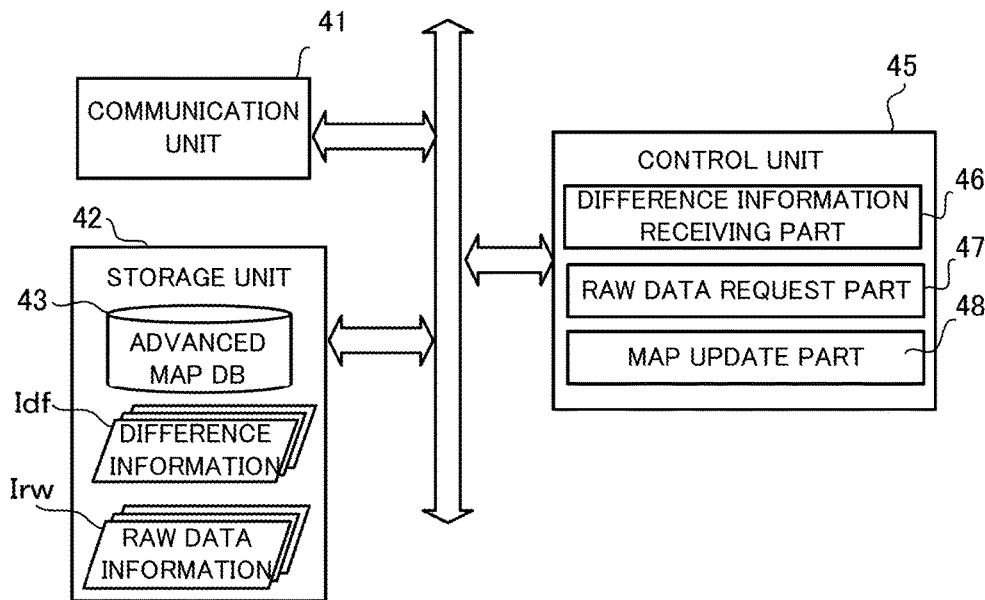 41
COMMUNICATION
UNIT
42
STORAGE UNIT
43
ADVANCED
MAP DB
Idf
DIFFERENCE
INFORMATION
Irw
RAW DATA
INFORMATION
45
CONTROL UNIT
46
DIFFERENCE INFORMATION
RECEIVING PART
47
RAW DATA REQUEST PART
48
MAP UPDATE PART